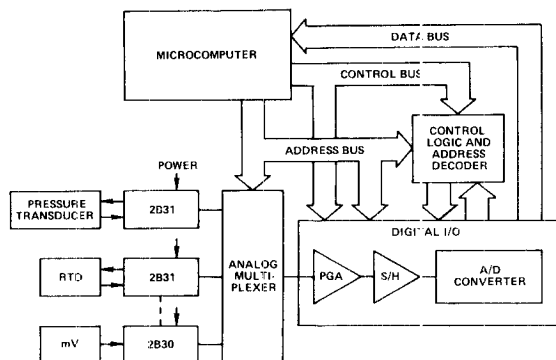 MICROCOMPUTER
DATA BUS
CONTROL BUS
ADDRESS BUS
CONTROL
LOGIC AND
ADDRESS
DECODER
POWER
PRESSURE
TRANSDUCER
2B31
RTD
2B31
mV
2B30
ANALOG
MULTI-
PLEXER
DIGITAL I/O
PGA
S/H
A/D
CONVERTER